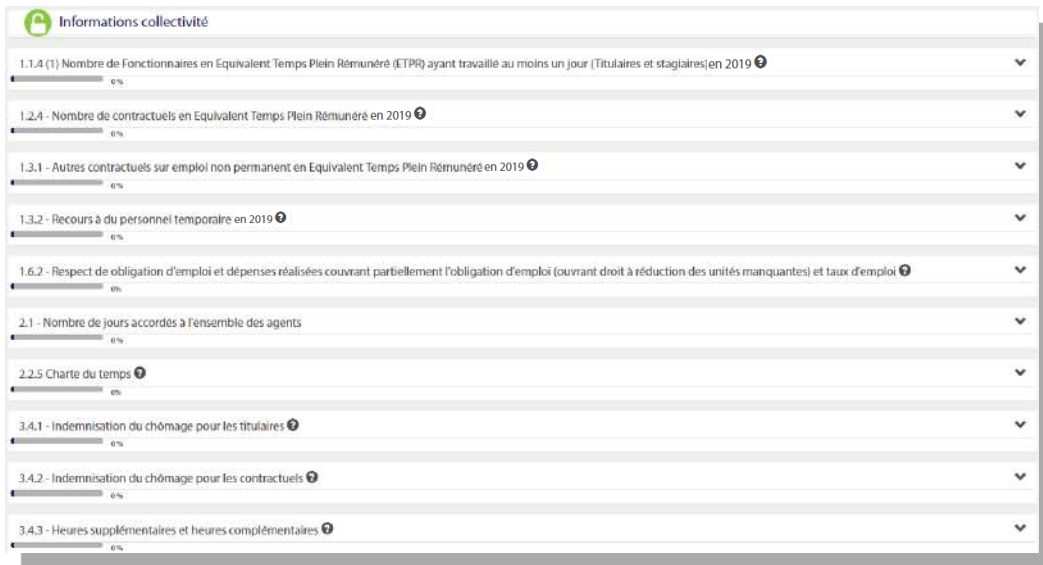 Informations collectivité
1.1.4 (1) Nombre de Fonctionnaires en Equivalent Temps Plein Rémunéré (ETPR) ayant travaillé au moins un jour (Titulaires et stagiaires) en 2019 ?
0%
1.2.4 - Nombre de contractuels en Equivalent Temps Plein Rémunéré en 2019 ?
0%
1.3.1 - Autres contractuels sur emploi non permanent en Equivalent Temps Plein Rémunéré en 2019 ?
0%
1.3.2 - Recours à du personnel temporaire en 2019 ?
0%
1.6.2 - Respect de obligation d'emploi et dépenses réalisées couvrant partiellement l'obligation d'emploi (ouvrant droit à réduction des unités manquantes) et taux d'emploi ?
0%
2.1 - Nombre de jours accordés à l'ensemble des agents
0%
2.2.5 Charte du temps ?
0%
3.4.1 - Indemnisation du chômage pour les titulaires ?
0%
3.4.2 - Indemnisation du chômage pour les contractuels ?
0%
3.4.3 - Heures supplémentaires et heures complémentaires ?
0%